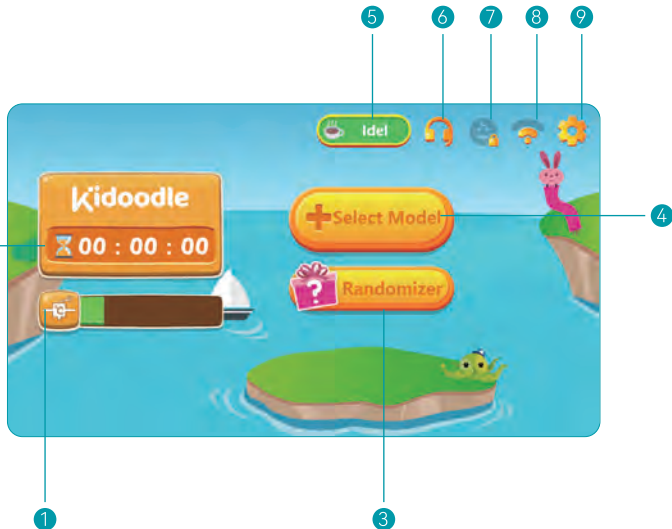 5 6 7 8 9
Idel
Kidoodle
00 : 00 : 00
Select Model
4
?
Randomizer
1
3